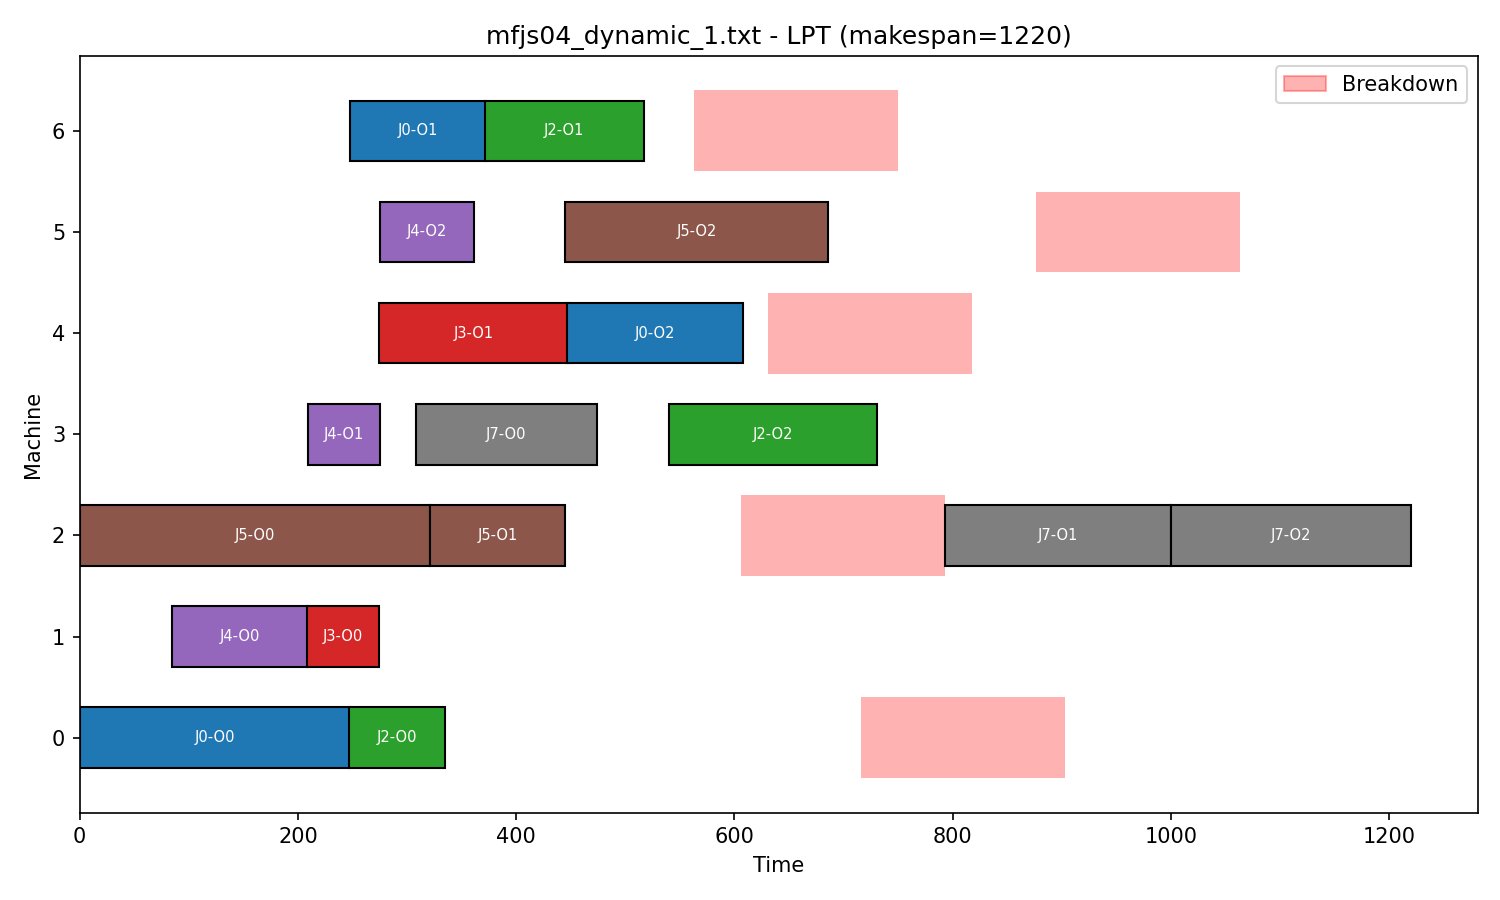 mfjs04_dynamic_1.txt - LPT (makespan=1220)
Breakdown
6
J0-O1 J2-O1
5
J4-O2 J5-O2
4
J3-O1 J0-O2
3
J4-O1 J7-O0 J2-O2
2
J5-O0 J5-O1 J7-O1 J7-O2
1
J4-O0 J3-O0
0
J0-O0 J2-O0
Machine
0 200 400 600 800 1000 1200
Time